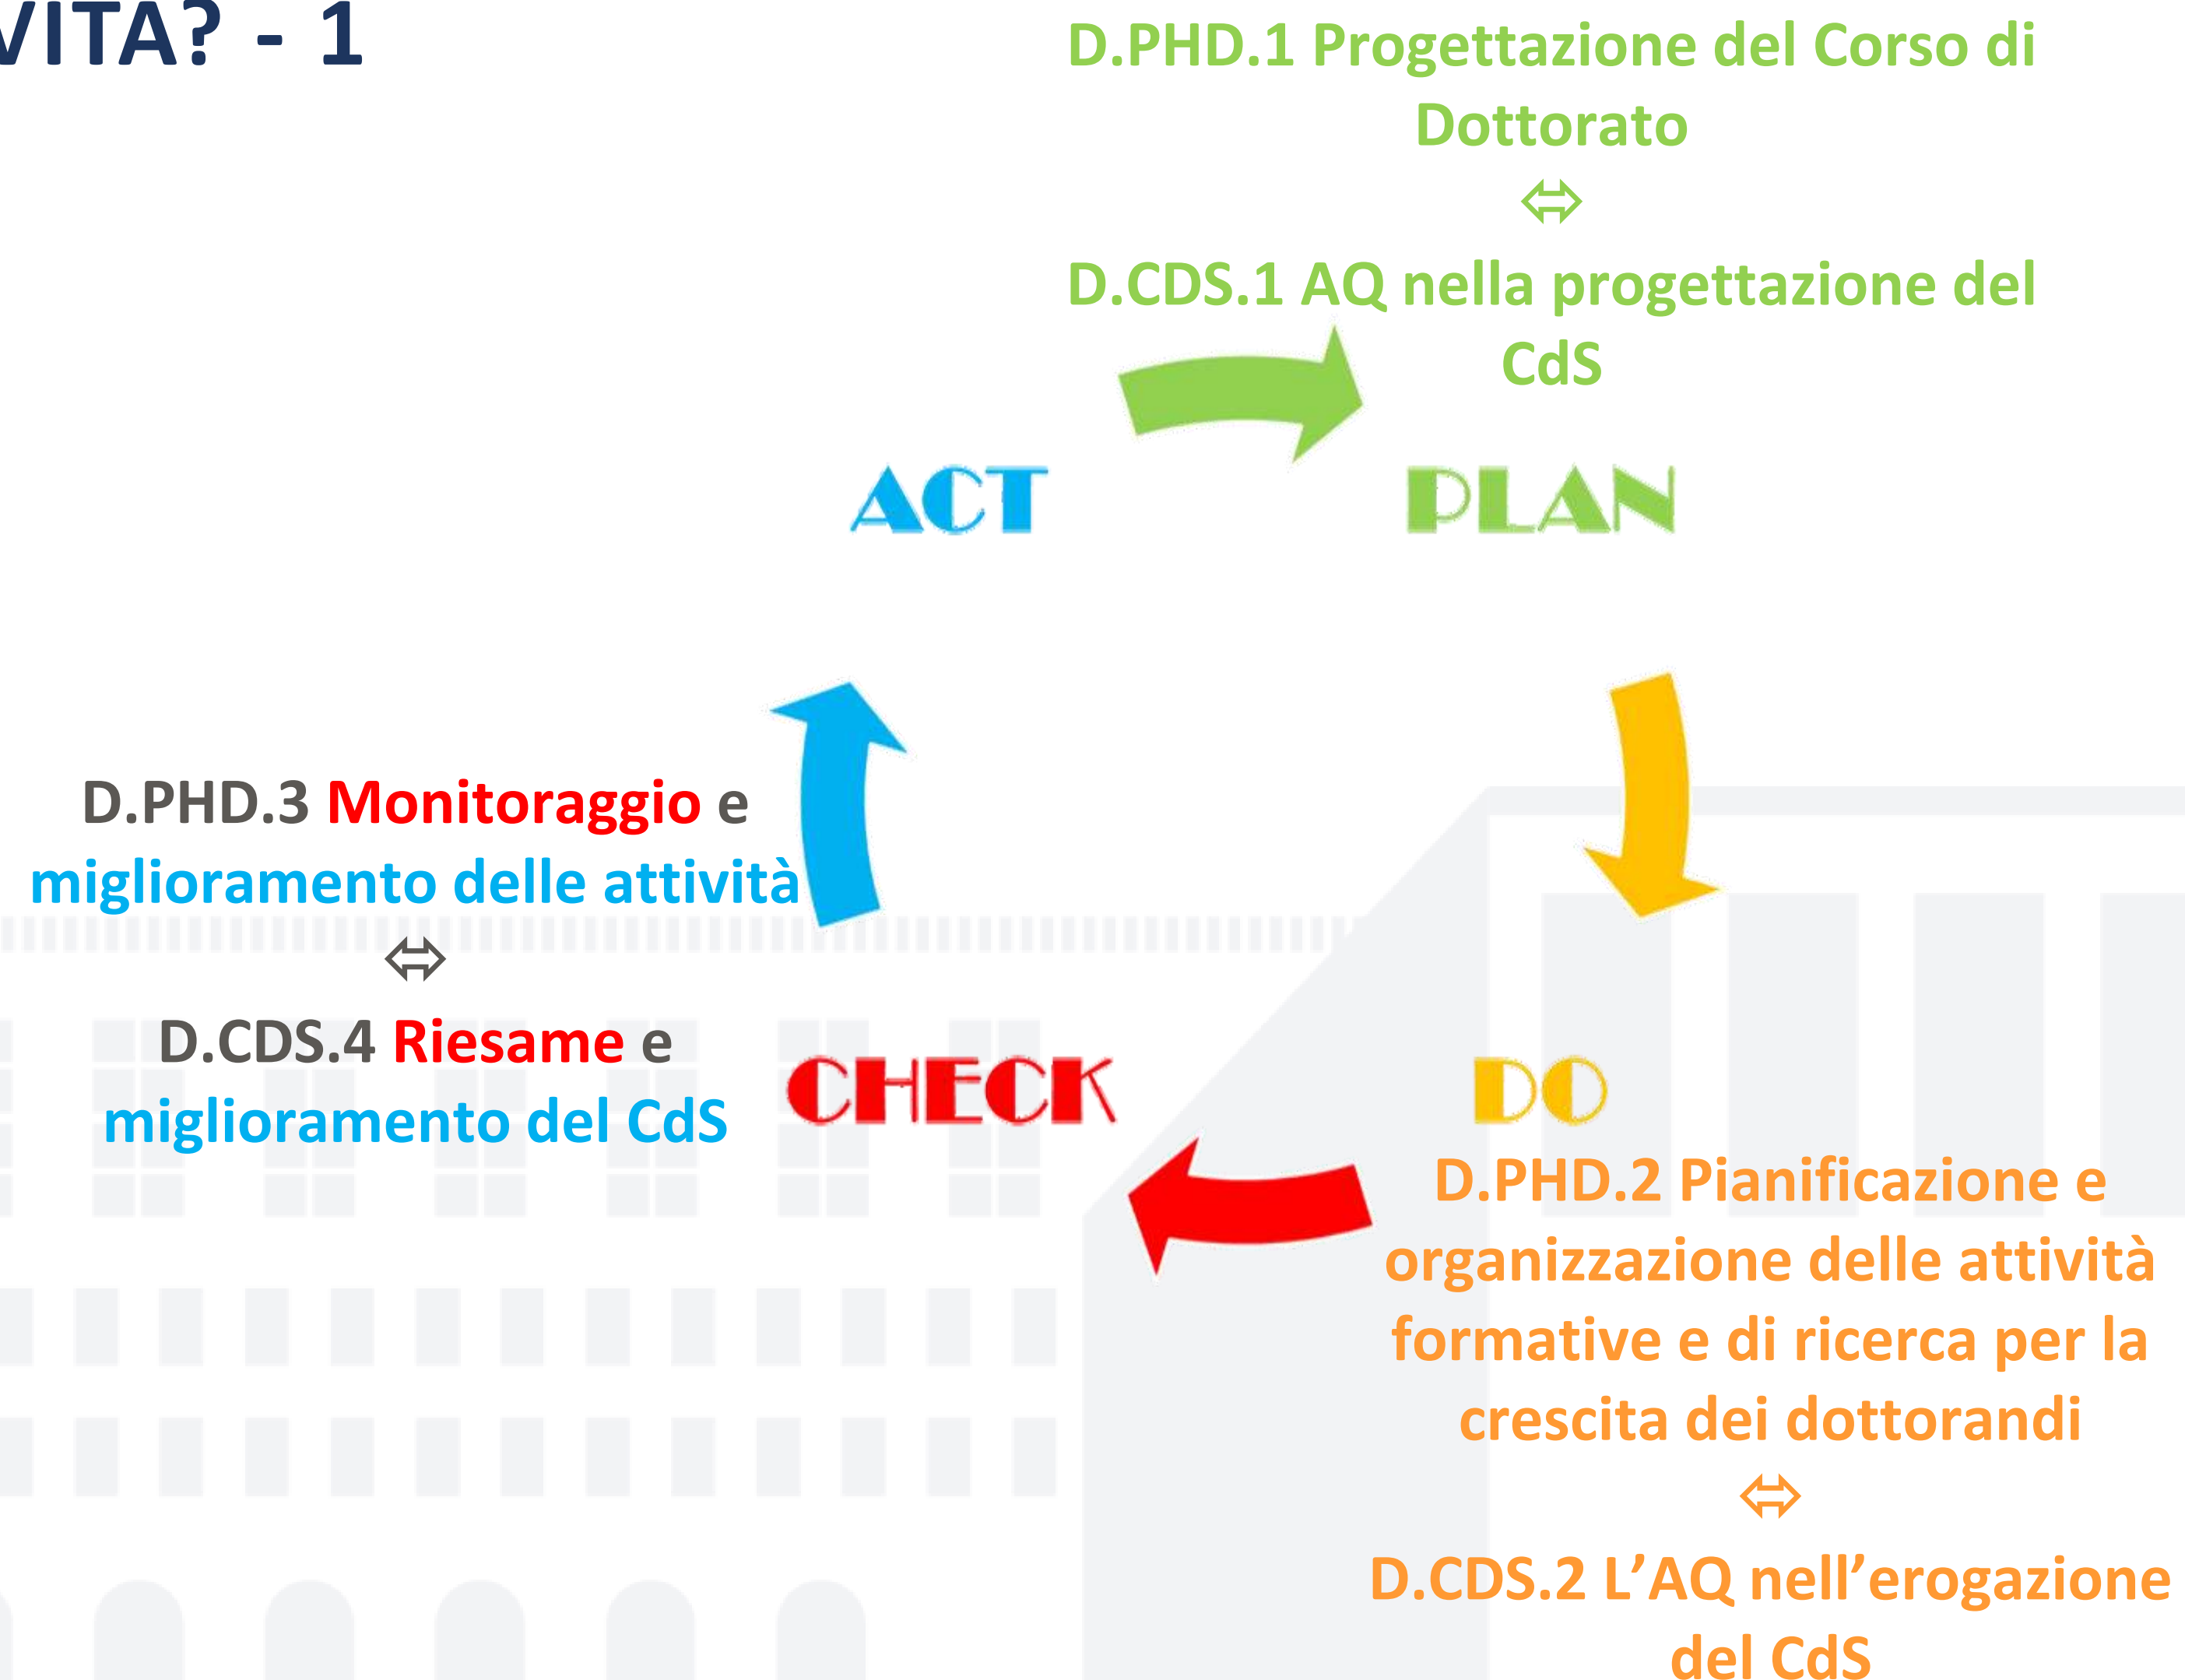 VITA? - 1
D.PHD.1 Progettazione del Corso di
Dottorato
⬄
D.CDS.1 AQ nella progettazione del
CdS
ACT
PLAN
D.PHD.3 Monitoraggio e
miglioramento delle attività
⬄
D.CDS.4 Riesame e
miglioramento del CdS
CHECK
DO
D.PHD.2 Pianificazione e
organizzazione delle attività
formative e di ricerca per la
crescita dei dottorandi
⬄
D.CDS.2 L’AQ nell’erogazione
del CdS